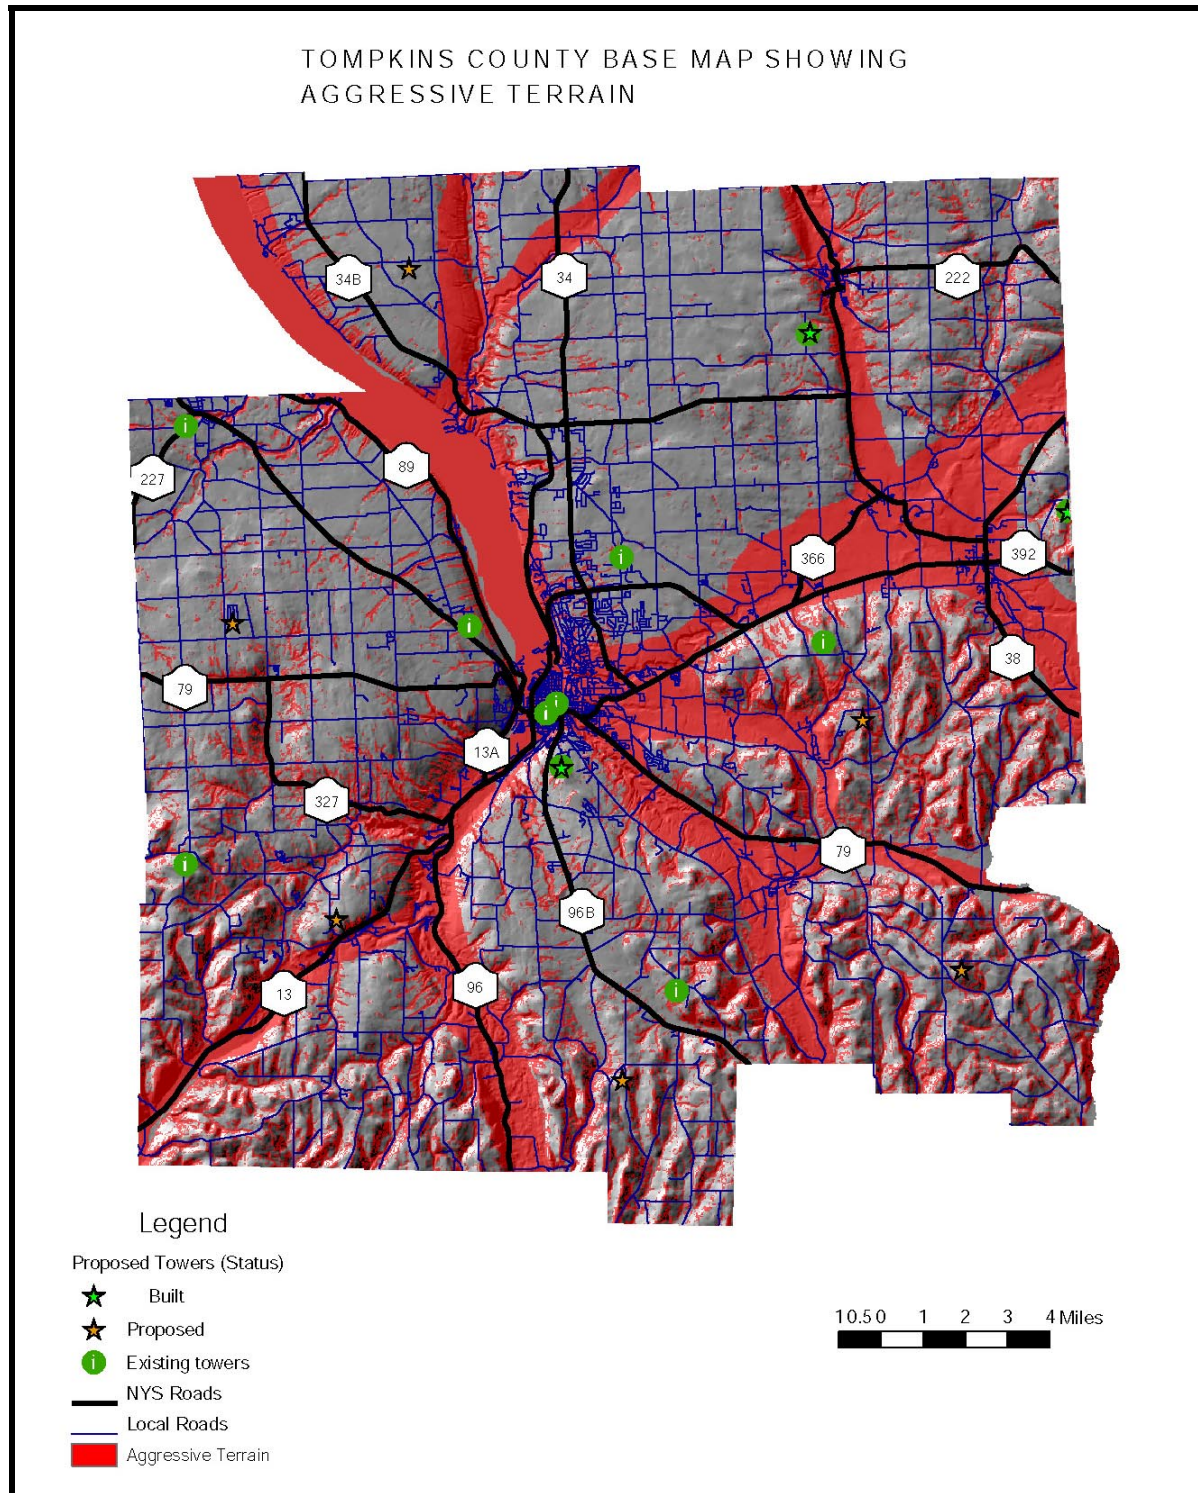 TOMPKINS COUNTY BASE MAP SHOWING
AGGRESSIVE TERRAIN
34B
34
222
227
89
366
392
38
79
13A
327
79
96B
13
96
i
i
i
i
i
i
i
i
Legend
Proposed Towers (Status)
Built
Proposed
i Existing towers
NYS Roads
Local Roads
Aggressive Terrain
1 0.5 0 1 2 3 4 Miles